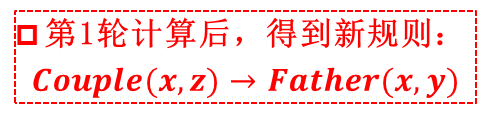 第1轮计算后，得到新规则：
Couple(x, z) → Father(x, y)